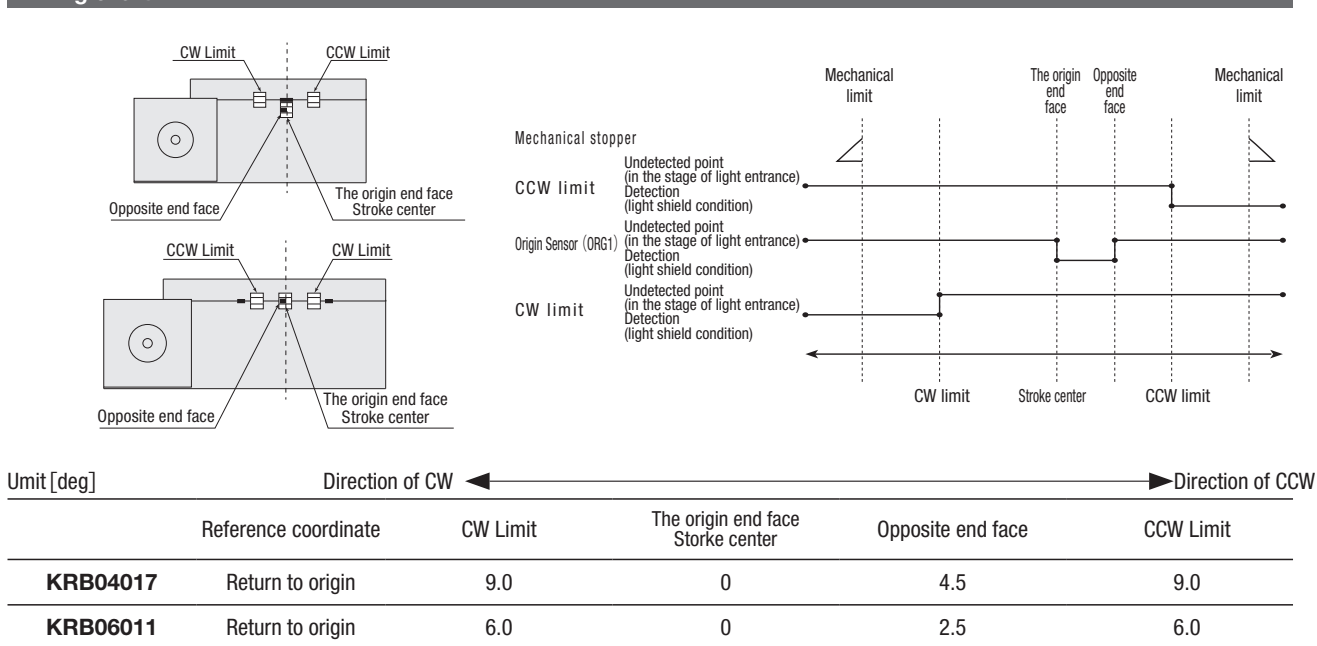 CW Limit
CCW Limit
The origin end face
Stroke center
Opposite end face
CCW Limit
CW Limit
The origin end face
Stroke center
Opposite end face
Mechanical
limit
The origin
end
face
Opposite
end
face
Mechanical
limit
Mechanical stopper
CCW limit
Undetected point
(in the stage of light entrance)
Detection
(light shield condition)
Origin Sensor (ORG1)
Undetected point
(in the stage of light entrance)
Detection
(light shield condition)
CW limit
Undetected point
(in the stage of light entrance)
Detection
(light shield condition)
CW limit
Stroke center
CCW limit
Umit [deg]
Direction of CW
Direction of CCW
Reference coordinate
CW Limit
The origin end face
Storke center
Opposite end face
CCW Limit
KRB04017 Return to origin 9.0 0 4.5 9.0
KRB06011 Return to origin 6.0 0 2.5 6.0